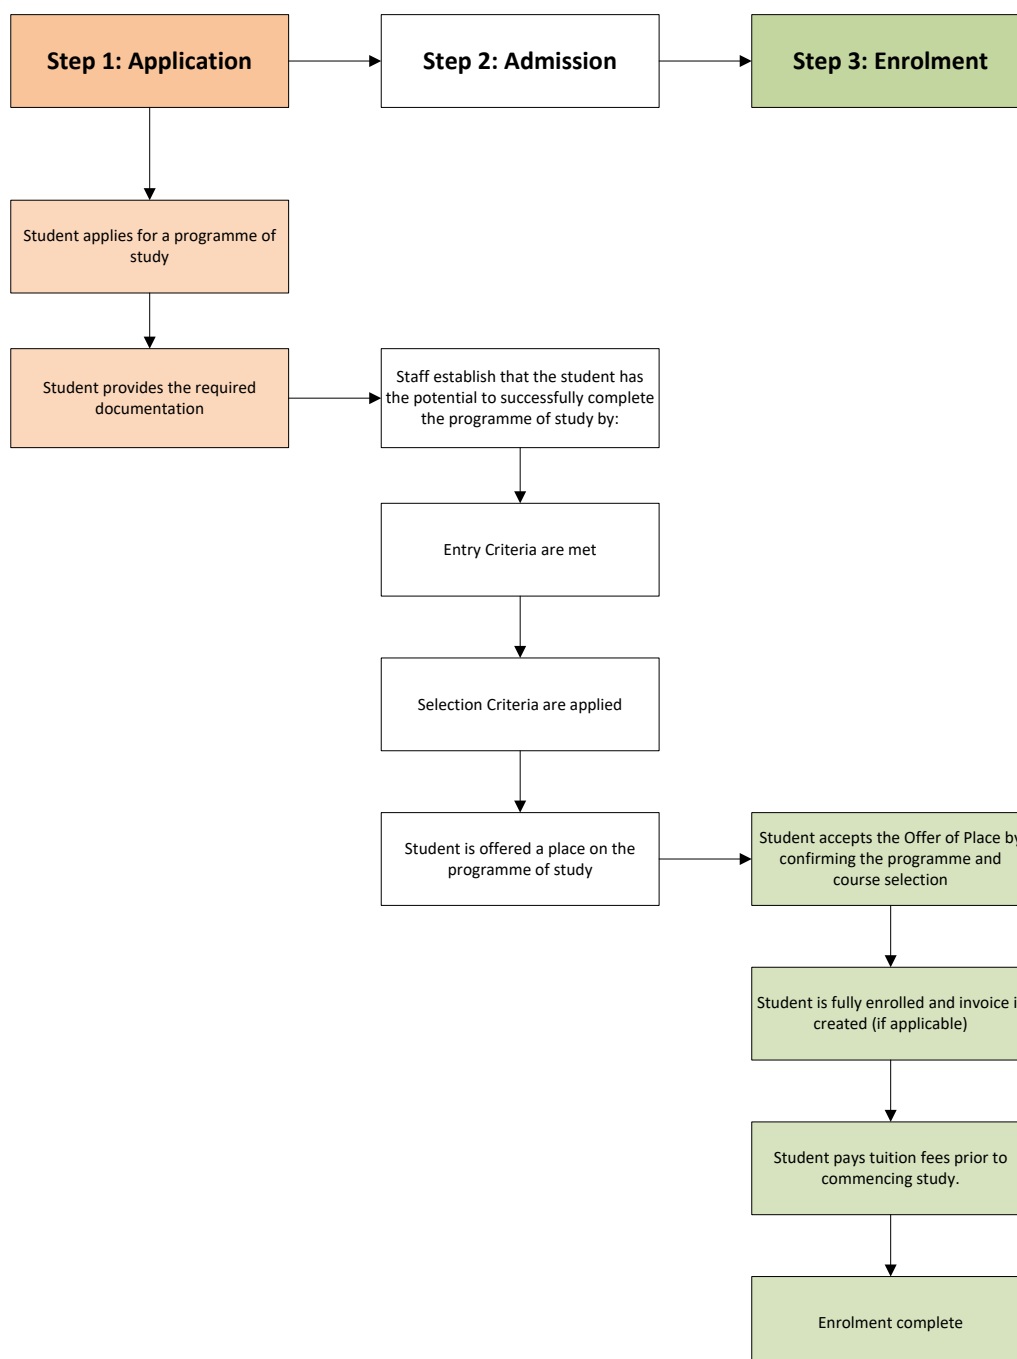 Step 1: Application
Step 2: Admission
Step 3: Enrolment
Student applies for a programme of
study
Student provides the required
documentation
Staff establish that the student has
the potential to successfully complete
the programme of study by:
Entry Criteria are met
Selection Criteria are applied
Student is offered a place on the
programme of study
Student accepts the Offer of Place by
confirming the programme and
course selection
Student is fully enrolled and invoice i
created (if applicable)
Student pays tuition fees prior to
commencing study.
Enrolment complete